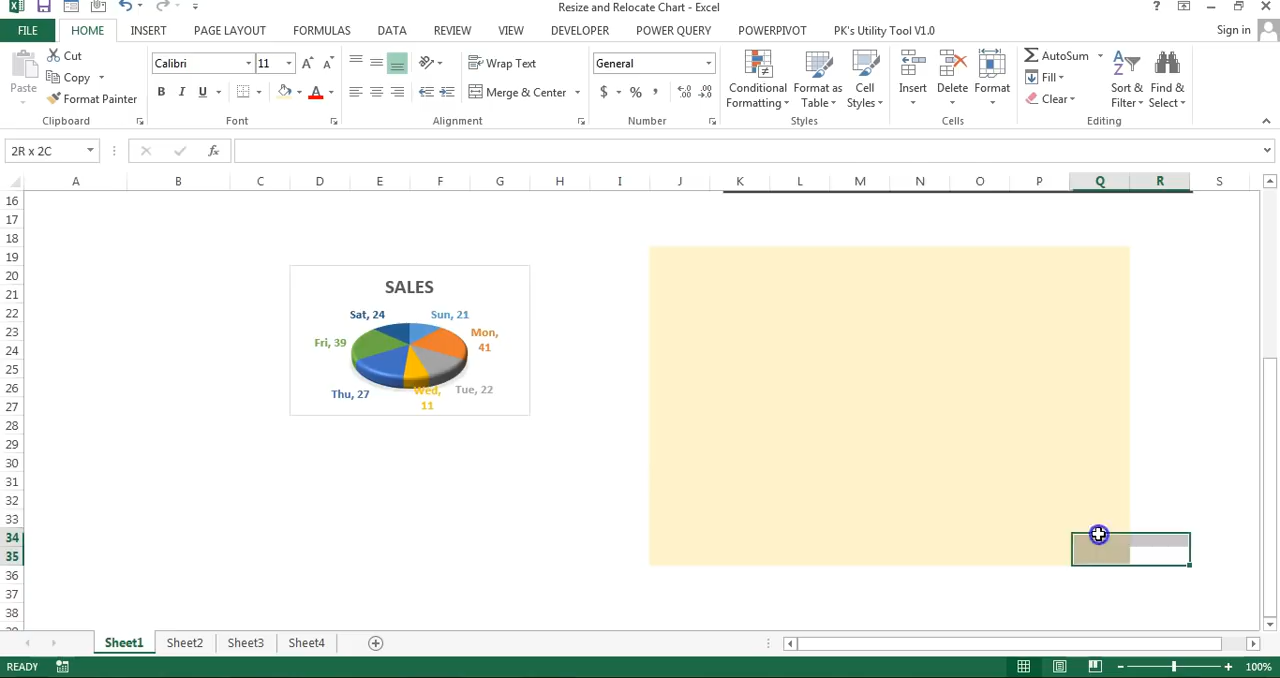 Resize and Relocate Chart - Excel
FILE HOME INSERT PAGE LAYOUT FORMULAS DATA REVIEW VIEW DEVELOPER POWER QUERY POWERPIVOT PK's Utility Tool V1.0 Sign in
Cut
Copy
Format Painter
Paste
Clipboard
Calibri 11
B I U
Font
Wrap Text
Merge & Center
Alignment
General
$ % ,
Number
Conditional Formatting
Format as Table
Cell Styles
Styles
Insert Delete Format
Cells
AutoSum
Fill
Clear
Sort & Filter
Find & Select
Editing
2R x 2C
fx
A B C D E F G H I J K L M N O P Q R S
16
17
18
19
20
21
22
23
24
25
26
27
28
29
30
31
32
33
34
35
36
37
38
SALES
Sat, 24 Sun, 21
Mon, 41
Fri, 39
Thu, 27
Wed, 11
Tue, 22
Sheet1 Sheet2 Sheet3 Sheet4
READY 100%